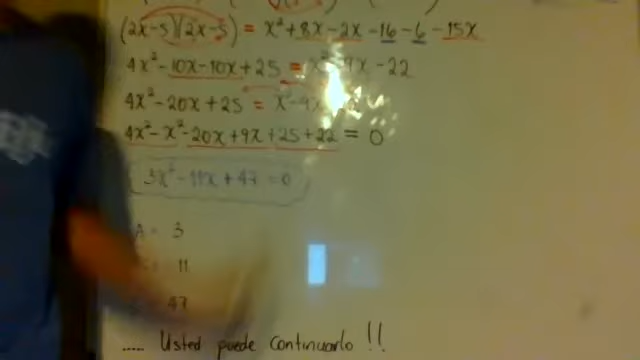 (2x-5)(2x-5) = x² + 8x - 2x - 16 - 6 - 15x
4x² - 10x - 10x + 25 = x² - 9x - 22
4x² - 20x + 25 = x² - 9x
4x² - x² - 20x + 9x + 25 + 22 = 0
3x² - 11x + 47 = 0
A = 3
11
47
..... Usted puede continuarlo !!